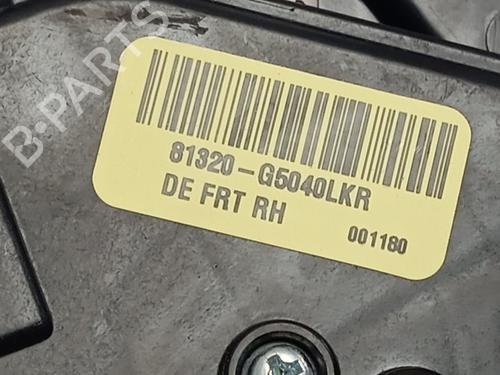 81320-G5040LKR
DE FRT RH
001180
B-PARTS